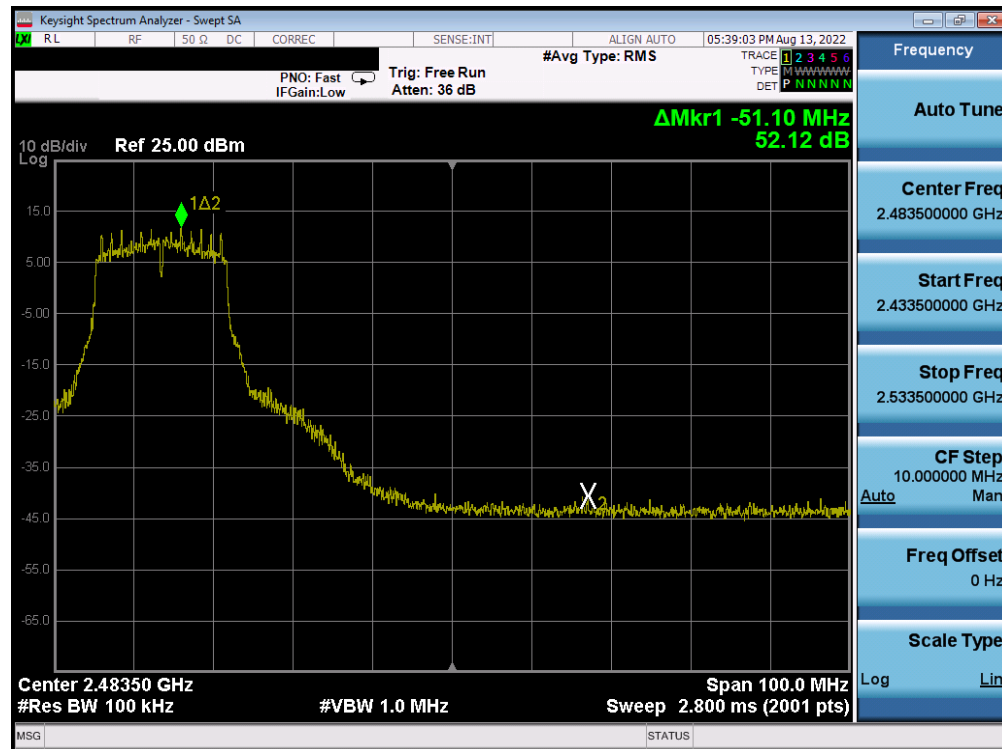 Keysight Spectrum Analyzer - Swept SA
LXI RL RF 50 Ω DC CORREC SENSE:INT ALIGN AUTO 05:39:03 PM Aug 13, 2022
PNO: Fast
IFGain:Low
Trig: Free Run
Atten: 36 dB
#Avg Type: RMS
TRACE 1 2 3 4 5 6
TYPE M WWWWW
DET P N N N N N
ΔMkr1 -51.10 MHz
52.12 dB
10 dB/div Ref 25.00 dBm
Log
15.0
5.00
-5.00
-15.0
-25.0
-35.0
-45.0
-55.0
-65.0
1Δ2
X2
Center 2.48350 GHz Span 100.0 MHz
#Res BW 100 kHz #VBW 1.0 MHz Sweep 2.800 ms (2001 pts)
MSG STATUS
Frequency
Auto Tune
Center Freq
2.483500000 GHz
Start Freq
2.433500000 GHz
Stop Freq
2.533500000 GHz
CF Step
10.000000 MHz
Auto Man
Freq Offset
0 Hz
Scale Type
Log Lin